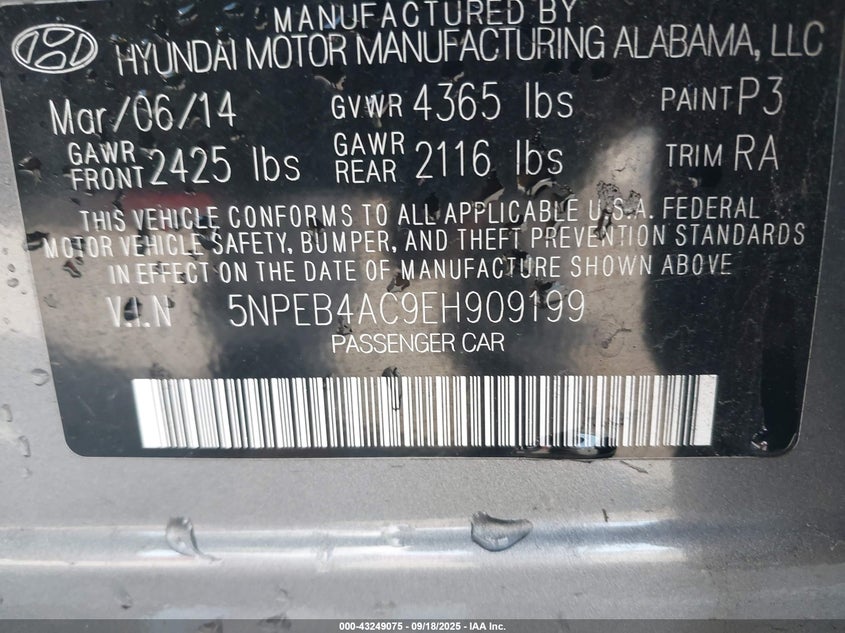 MANUFACTURED BY
HYUNDAI MOTOR MANUFACTURING ALABAMA, LLC
Mar/06/14 GVWR 4365 lbs PAINT P3
GAWR FRONT 2425 lbs GAWR REAR 2116 lbs TRIM RA
THIS VEHICLE CONFORMS TO ALL APPLICABLE U.S.A. FEDERAL
MOTOR VEHICLE SAFETY, BUMPER, AND THEFT PREVENTION STANDARDS
IN EFFECT ON THE DATE OF MANUFACTURE SHOWN ABOVE
V.I.N 5NPEB4AC9EH909199
PASSENGER CAR
000-43249075 - 09/18/2025 - IAA Inc.